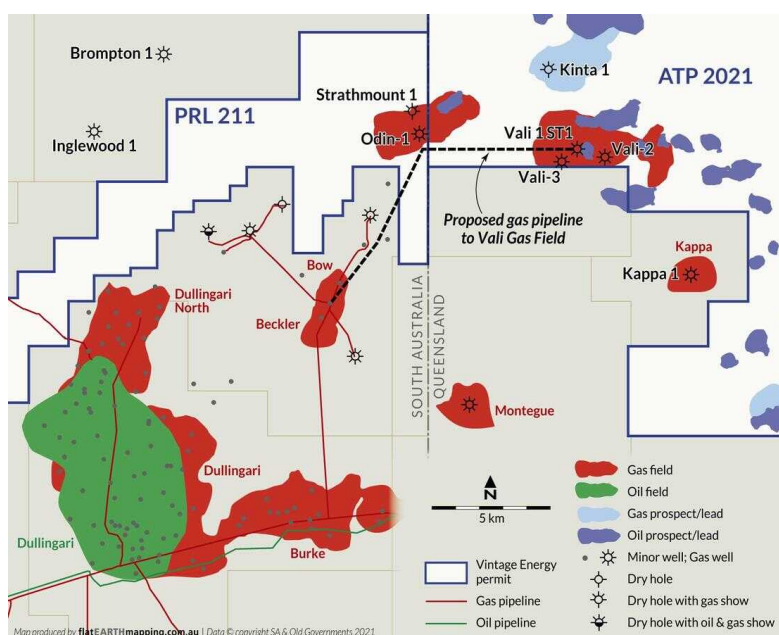 Brompton 1
Kinta 1
ATP 2021
Strathmount 1
PRL 211
Odin-1
Vali 1 ST1
Vali-2
Inglewood 1
Vali-3
Proposed gas pipeline
to Vali Gas Field
Kappa
Kappa 1
Bow
Dullingari
North
Beckler
SOUTH AUSTRALIA
QUEENSLAND
Montegue
Dullingari
Dullingari
Burke
N
5 km
Gas field
Oil field
Gas prospect/lead
Oil prospect/lead
Minor well; Gas well
Dry hole
Dry hole with gas show
Dry hole with oil & gas show
Vintage Energy
permit
Gas pipeline
Oil pipeline
Map produced by flatEARTHmapping.com.au | Data © copyright SA & Qld Governments 2021